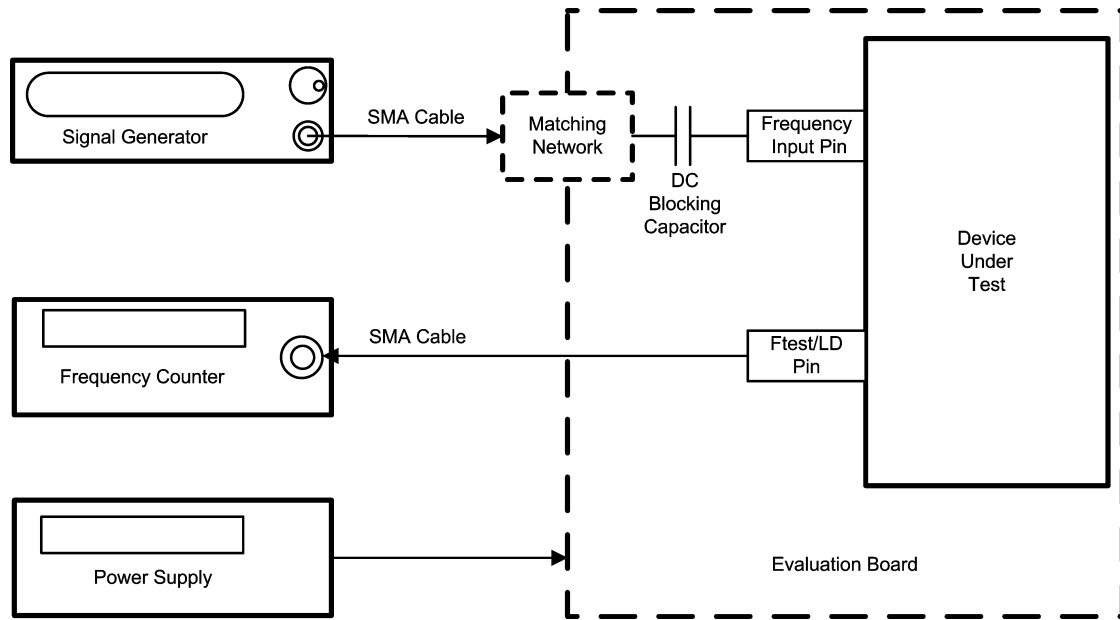 Signal Generator
SMA Cable
Matching
Network
DC
Blocking
Capacitor
Frequency
Input Pin
Device
Under
Test
Frequency Counter
SMA Cable
Ftest/LD
Pin
Power Supply
Evaluation Board